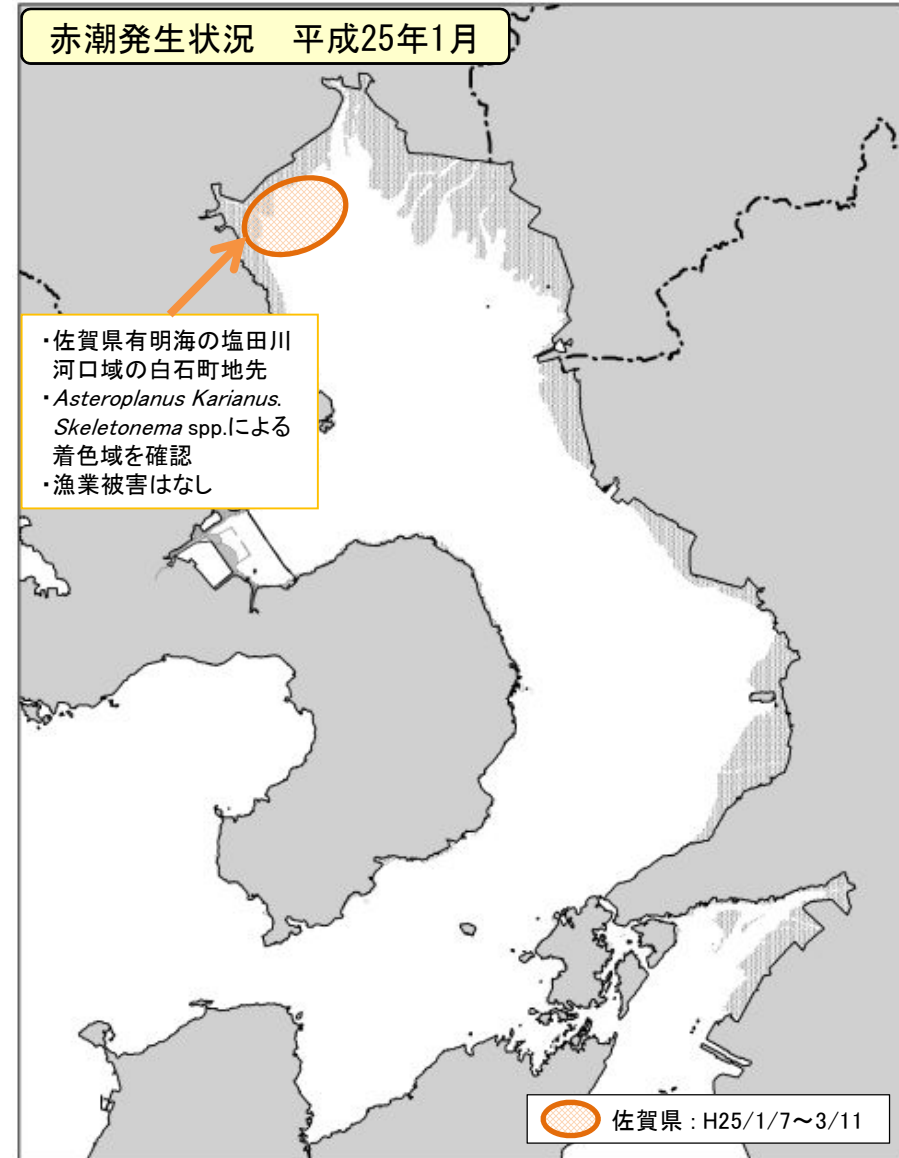 赤潮発生状況　平成25年1月
・佐賀県有明海の塩田川
河口域の白石町地先
・Asteroplanus Karianus.
Skeletonema spp.による
着色域を確認
・漁業被害はなし
佐賀県：H25/1/7～3/11